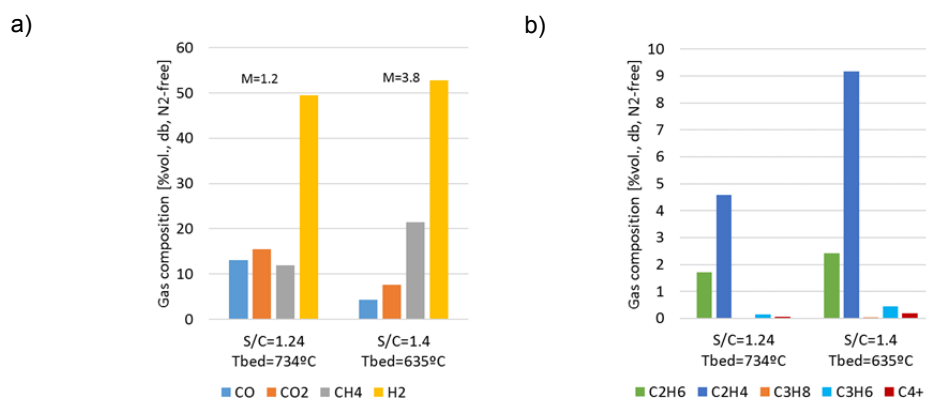 a)
Gas composition [%vol., db, N2-free]
60
50
40
30
20
10
0
M=1.2
M=3.8
S/C=1.24
Tbed=734ºC
S/C=1.4
Tbed=635ºC
CO CO2 CH4 H2
b)
Gas composition [%vol., db, N2-free]
10
9
8
7
6
5
4
3
2
1
0
S/C=1.24
Tbed=734ºC
S/C=1.4
Tbed=635ºC
C2H6 C2H4 C3H8 C3H6 C4+